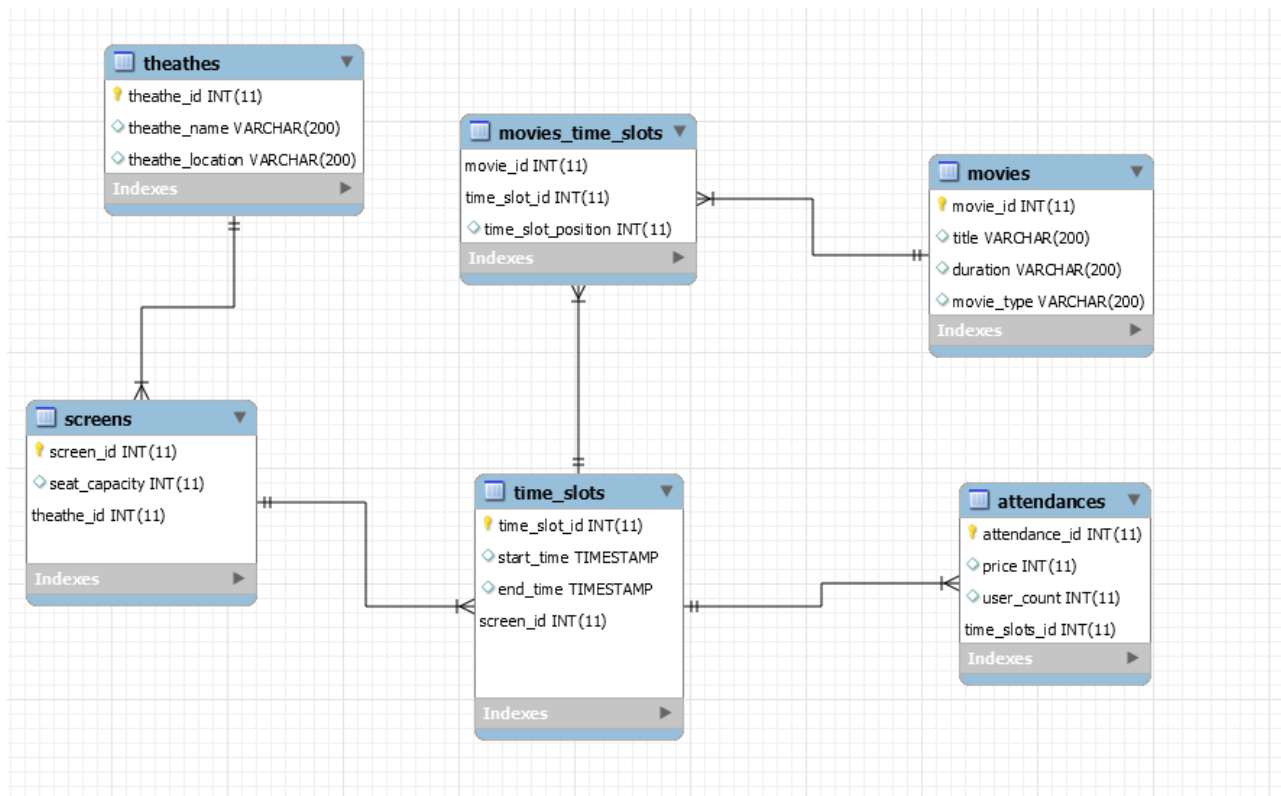 theathes
theathe_id INT(11)
theathe_name VARCHAR(200)
theathe_location VARCHAR(200)
Indexes
movies_time_slots
movie_id INT(11)
time_slot_id INT(11)
time_slot_position INT(11)
Indexes
movies
movie_id INT(11)
title VARCHAR(200)
duration VARCHAR(200)
movie_type VARCHAR(200)
Indexes
screens
screen_id INT(11)
seat_capacity INT(11)
theathe_id INT(11)
Indexes
time_slots
time_slot_id INT(11)
start_time TIMESTAMP
end_time TIMESTAMP
screen_id INT(11)
Indexes
attendances
attendance_id INT(11)
price INT(11)
user_count INT(11)
time_slots_id INT(11)
Indexes